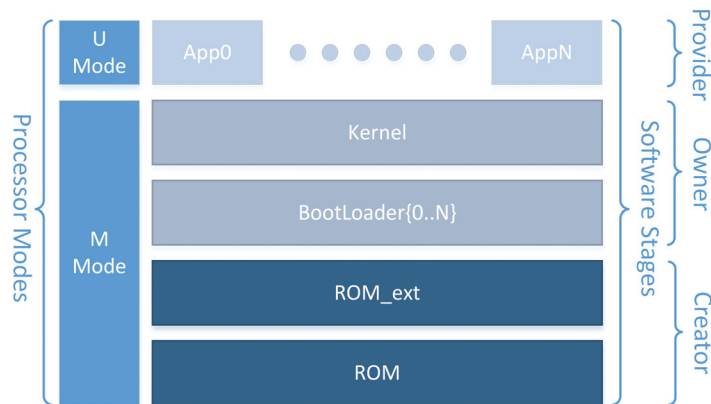 Processor Modes
U
Mode
App0
AppN
M
Mode
Kernel
BootLoader{0..N}
ROM_ext
ROM
Software Stages
Provider
Owner
Creator